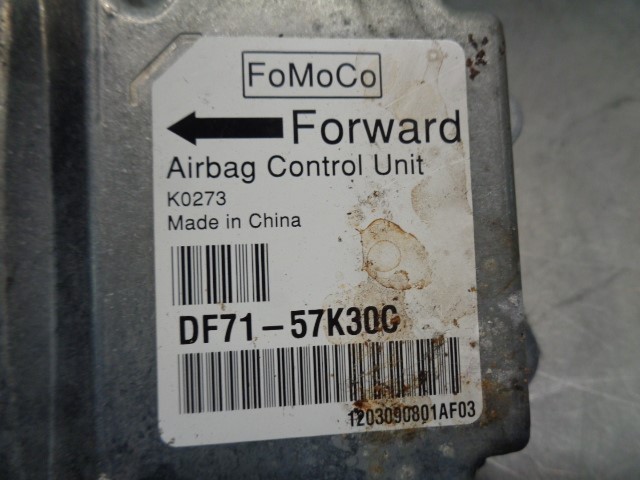 FoMoCo
Forward
Airbag Control Unit
K0273
Made in China
DF71-57K30C
1203090801AF03